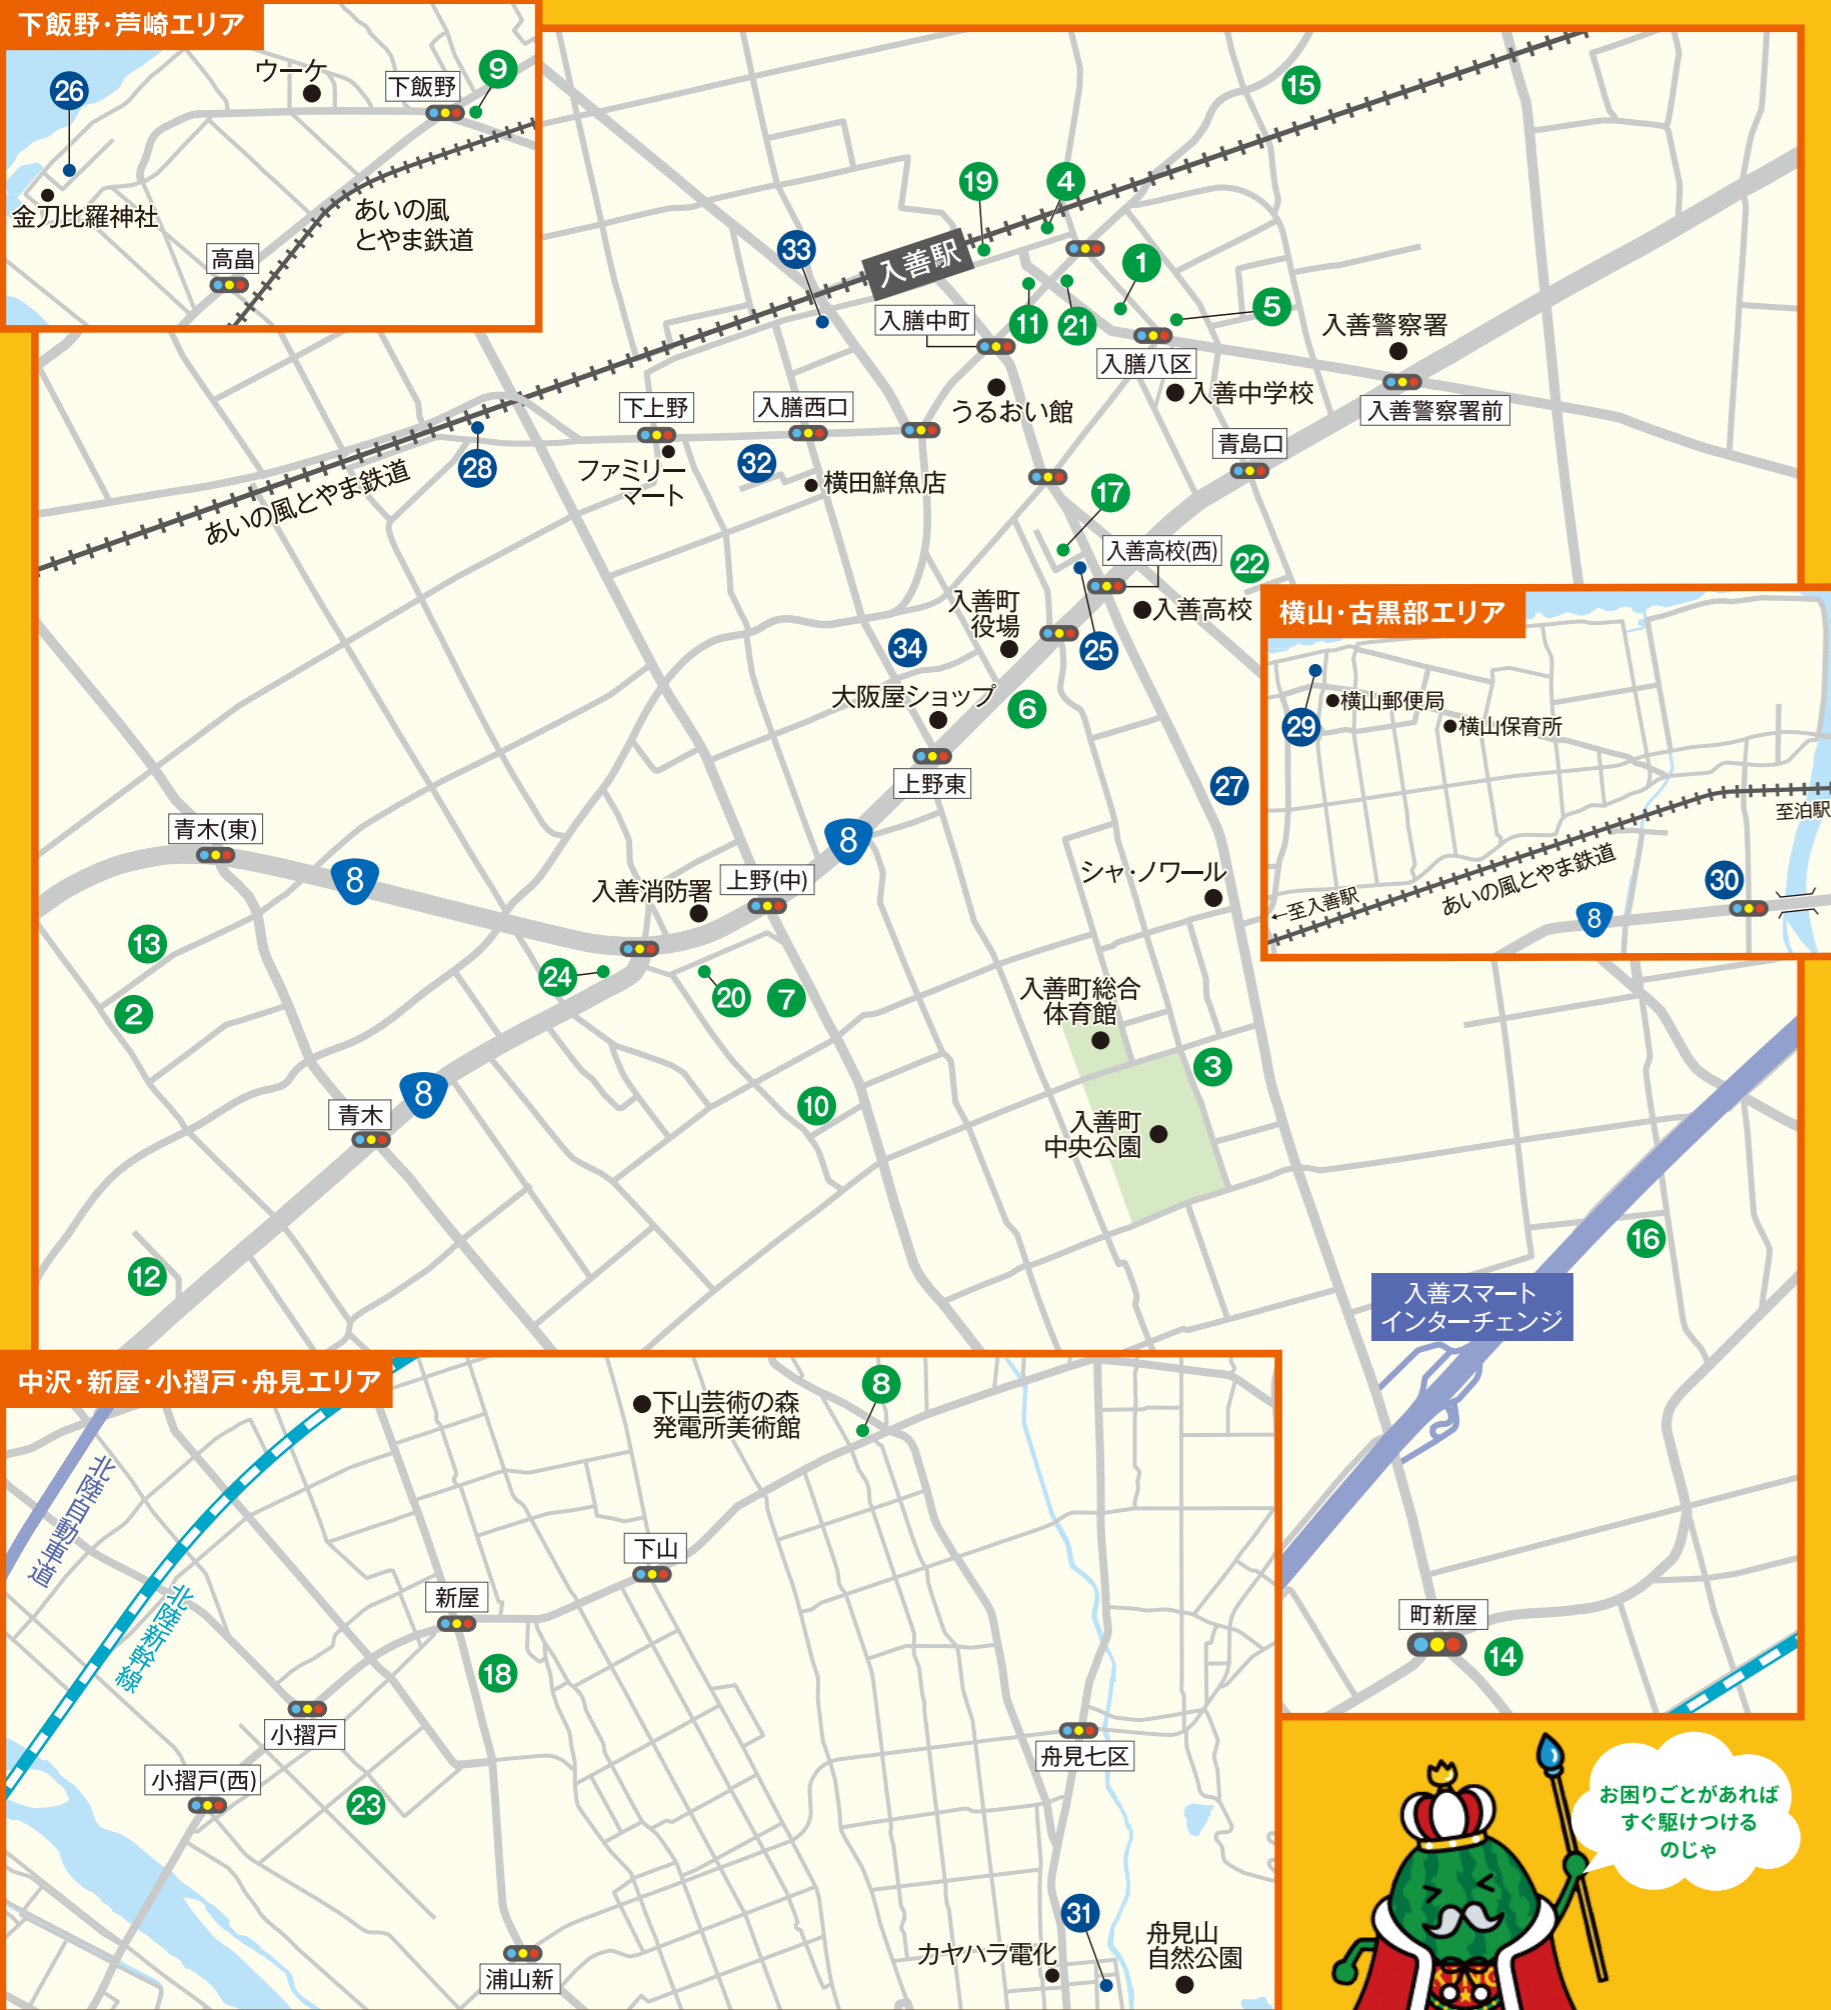 下飯野・芦崎エリア
26
ウーケ
下飯野
9
金刀比羅神社
あいの風
とやま鉄道
高畠
15
19
4
33
入善駅
1
入膳中町
11
21
5
入善警察署
入膳八区
入善中学校
入善警察署前
うるおい館
下上野
入膳西口
青島口
28
ファミリー
マート
32
横田鮮魚店
あいの風とやま鉄道
17
入善高校(西)
22
入善高校
入善町
役場
34
25
大阪屋ショップ
6
上野東
27
横山・古黒部エリア
横山郵便局
29
横山保育所
至泊駅
あいの風とやま鉄道
←至入善駅
30
8
青木(東)
8
8
入善消防署
上野(中)
シャ・ノワール
13
24
20
7
2
入善町総合
体育館
3
8
青木
10
入善町
中央公園
12
16
入善スマート
インターチェンジ
町新屋
14
中沢・新屋・小摺戸・舟見エリア
下山芸術の森
発電所美術館
8
北陸自動車道
北陸新幹線
下山
新屋
18
小摺戸
小摺戸(西)
23
舟見七区
31
カヤハラ電化
舟見山
自然公園
浦山新
お困りごとがあれば
すぐ駆けつける
のじゃ
KING